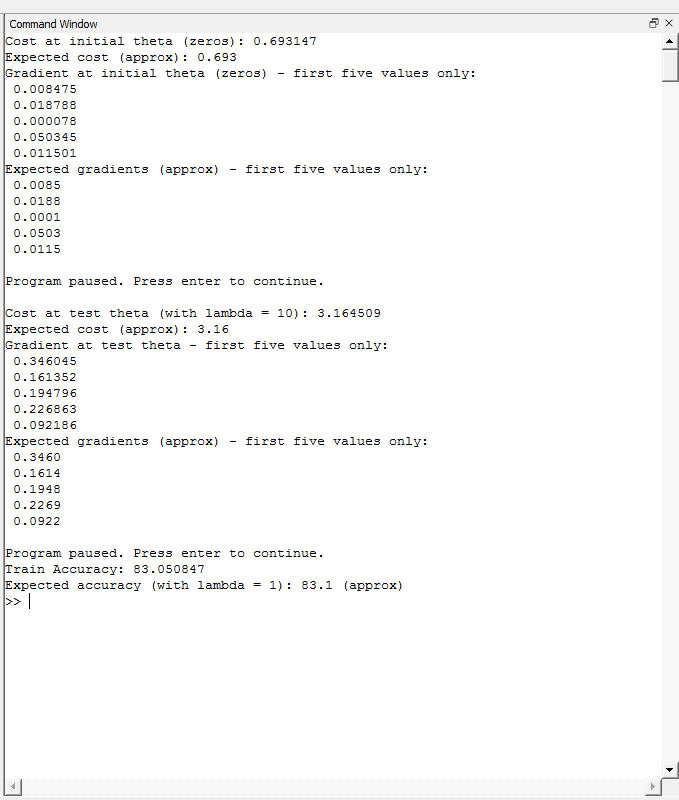 Command Window
Cost at initial theta (zeros): 0.693147
Expected cost (approx): 0.693
Gradient at initial theta (zeros) - first five values only:
0.008475
0.018788
0.000078
0.050345
0.011501
Expected gradients (approx) - first five values only:
0.0085
0.0188
0.0001
0.0503
0.0115
Program paused. Press enter to continue.
Cost at test theta (with lambda = 10): 3.164509
Expected cost (approx): 3.16
Gradient at test theta - first five values only:
0.346045
0.161352
0.194796
0.226863
0.092186
Expected gradients (approx) - first five values only:
0.3460
0.1614
0.1948
0.2269
0.0922
Program paused. Press enter to continue.
Train Accuracy: 83.050847
Expected accuracy (with lambda = 1): 83.1 (approx)
>>